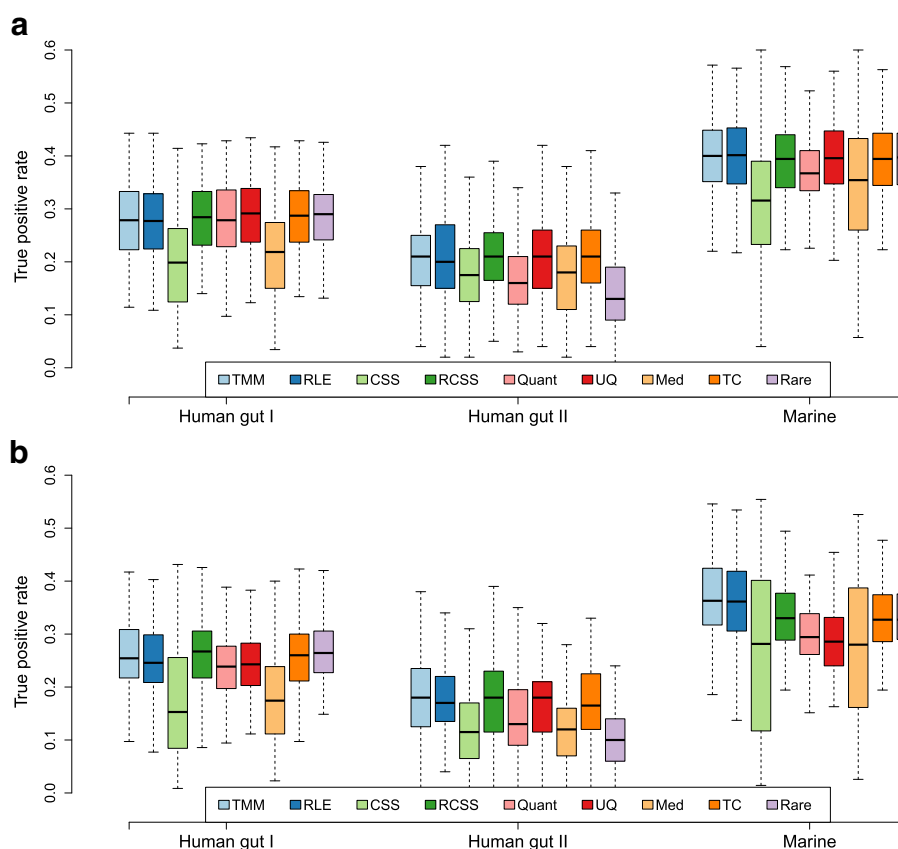 a
True positive rate
0.6
0.5
0.4
0.3
0.2
0.1
0.0
TMM RLE CSS RCSS Quant UQ Med TC Rare
Human gut I Human gut II Marine
b
True positive rate
0.6
0.5
0.4
0.3
0.2
0.1
0.0
TMM RLE CSS RCSS Quant UQ Med TC Rare
Human gut I Human gut II Marine